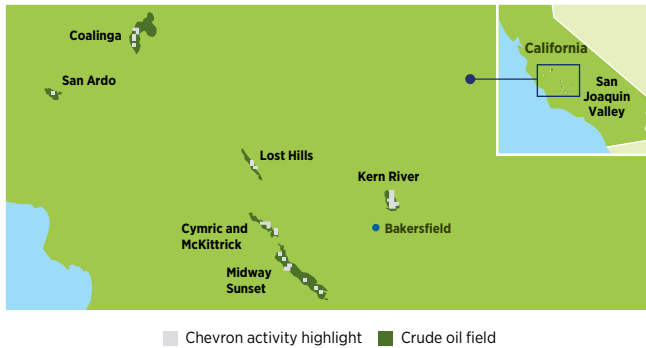 Coalinga
San Ardo
Lost Hills
Kern River
Bakersfield
Cymric and
McKittrick
Midway
Sunset
California
San
Joaquin
Valley
Chevron activity highlight
Crude oil field